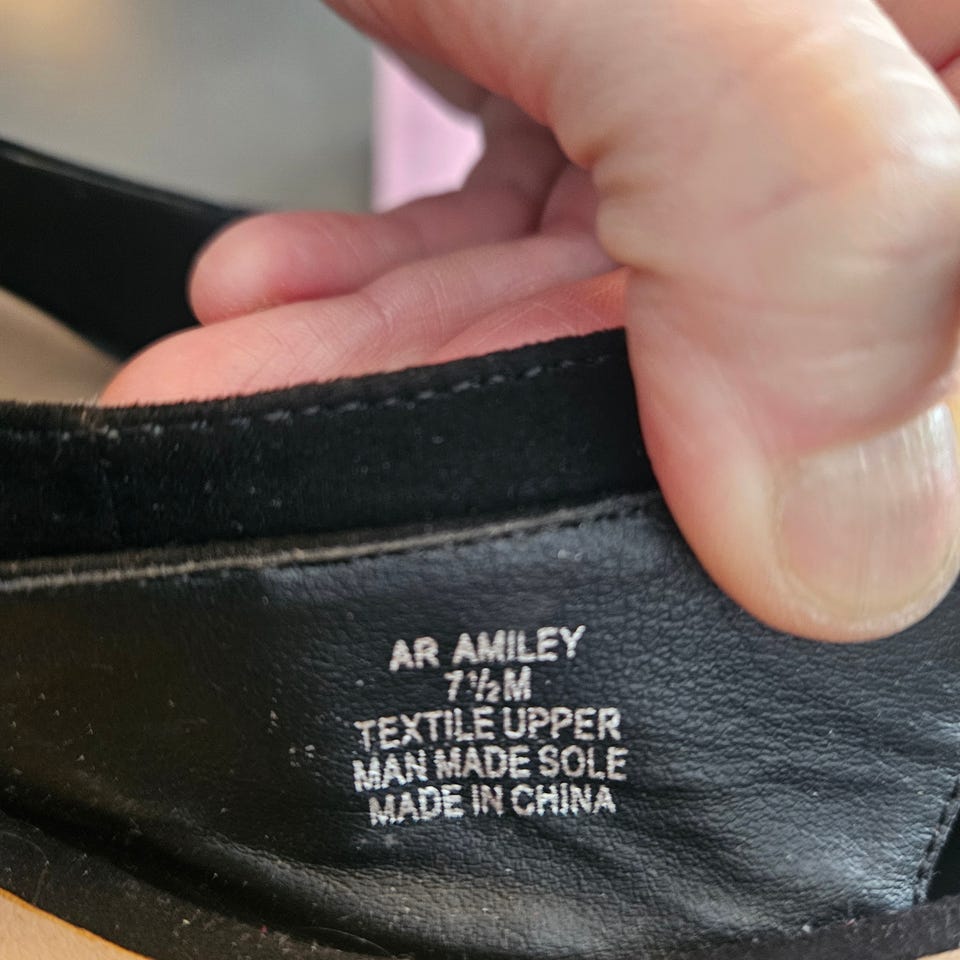 AR AMILEY
7½M
TEXTILE UPPER
MAN MADE SOLE
MADE IN CHINA